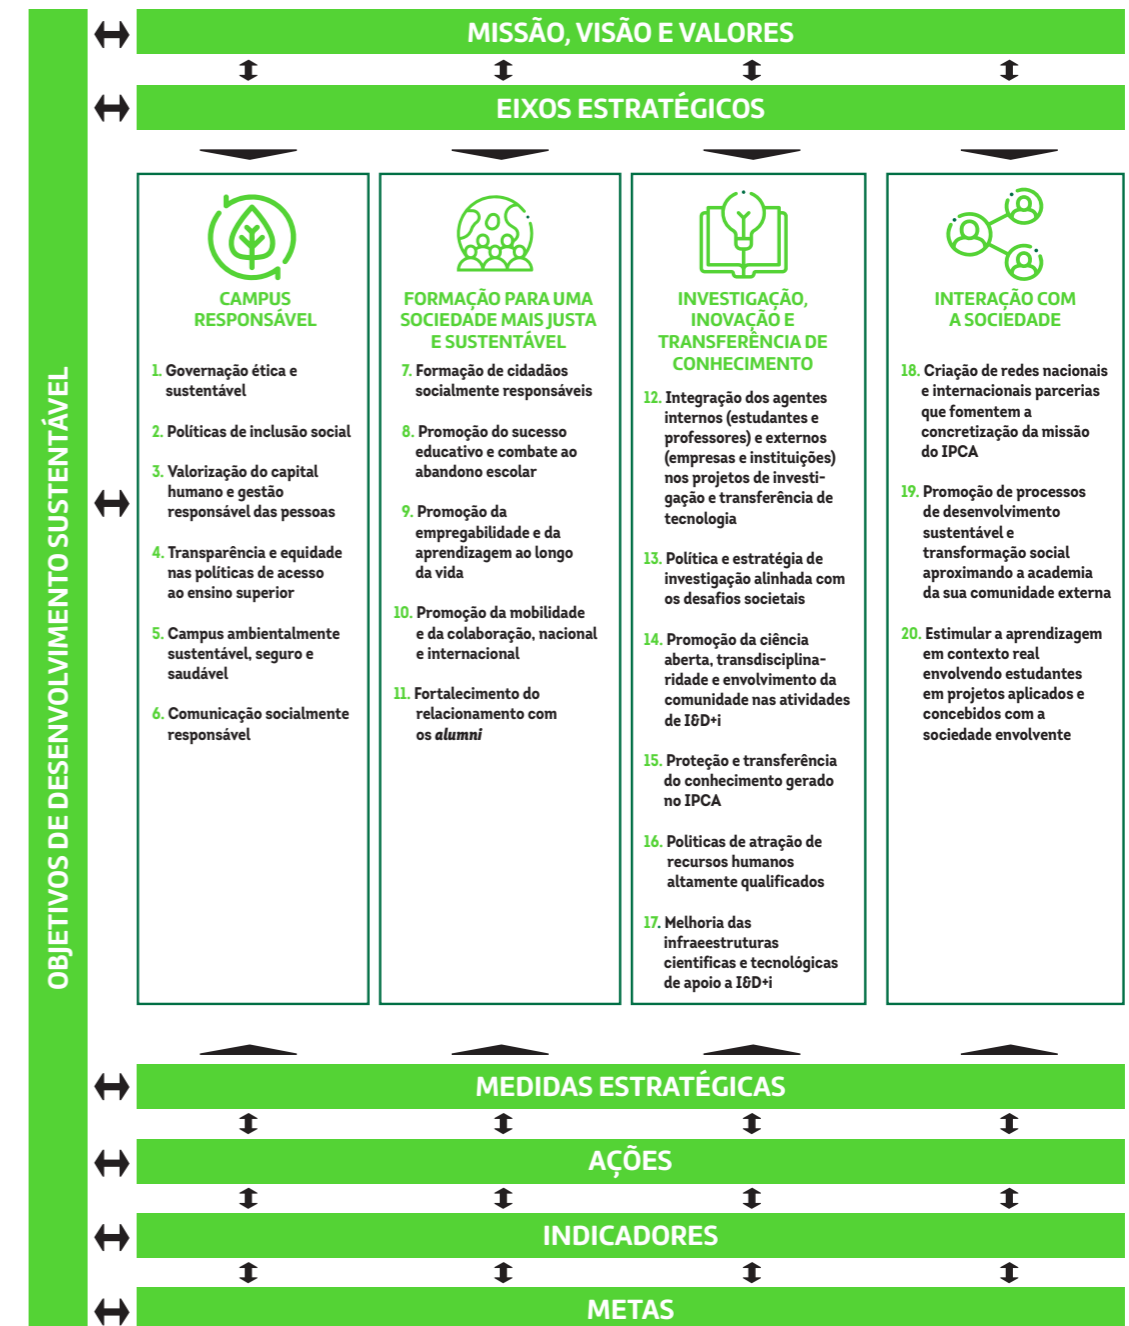 MISSÃO, VISÃO E VALORES
EIXOS ESTRATÉGICOS
OBJETIVOS DE DESENVOLVIMENTO SUSTENTÁVEL
CAMPUS
RESPONSÁVEL
1. Governação ética e
sustentável
2. Políticas de inclusão social
3. Valorização do capital
humano e gestão
responsável das pessoas
4. Transparência e equidade
nas políticas de acesso
ao ensino superior
5. Campus ambientalmente
sustentável, seguro e
saudável
6. Comunicação socialmente
responsável
FORMAÇÃO PARA UMA
SOCIEDADE MAIS JUSTA
E SUSTENTÁVEL
7. Formação de cidadãos
socialmente responsáveis
8. Promoção do sucesso
educativo e combate ao
abandono escolar
9. Promoção da
empregabilidade e da
aprendizagem ao longo
da vida
10. Promoção da mobilidade
e da colaboração, nacional
e internacional
11. Fortalecimento do
relacionamento com
os alumni
INVESTIGAÇÃO,
INOVAÇÃO E
TRANSFERÊNCIA DE
CONHECIMENTO
12. Integração dos agentes
internos (estudantes e
professores) e externos
(empresas e instituições)
nos projetos de investi-
gação e transferência de
tecnologia
13. Política e estratégia de
investigação alinhada com
os desafios societais
14. Promoção da ciência
aberta, transdisciplina-
ridade e envolvimento da
comunidade nas atividades
de I&D+i
15. Proteção e transferência
do conhecimento gerado
no IPCA
16. Politicas de atração de
recursos humanos
altamente qualificados
17. Melhoria das
infraestruturas
cientificas e tecnológicas
de apoio a I&D+i
INTERAÇÃO COM
A SOCIEDADE
18. Criação de redes nacionais
e internacionais parcerias
que fomentem a
concretização da missão
do IPCA
19. Promoção de processos
de desenvolvimento
sustentável e
transformação social
aproximando a academia
da sua comunidade externa
20. Estimular a aprendizagem
em contexto real
envolvendo estudantes
em projetos aplicados e
concebidos com a
sociedade envolvente
MEDIDAS ESTRATÉGICAS
AÇÕES
INDICADORES
METAS